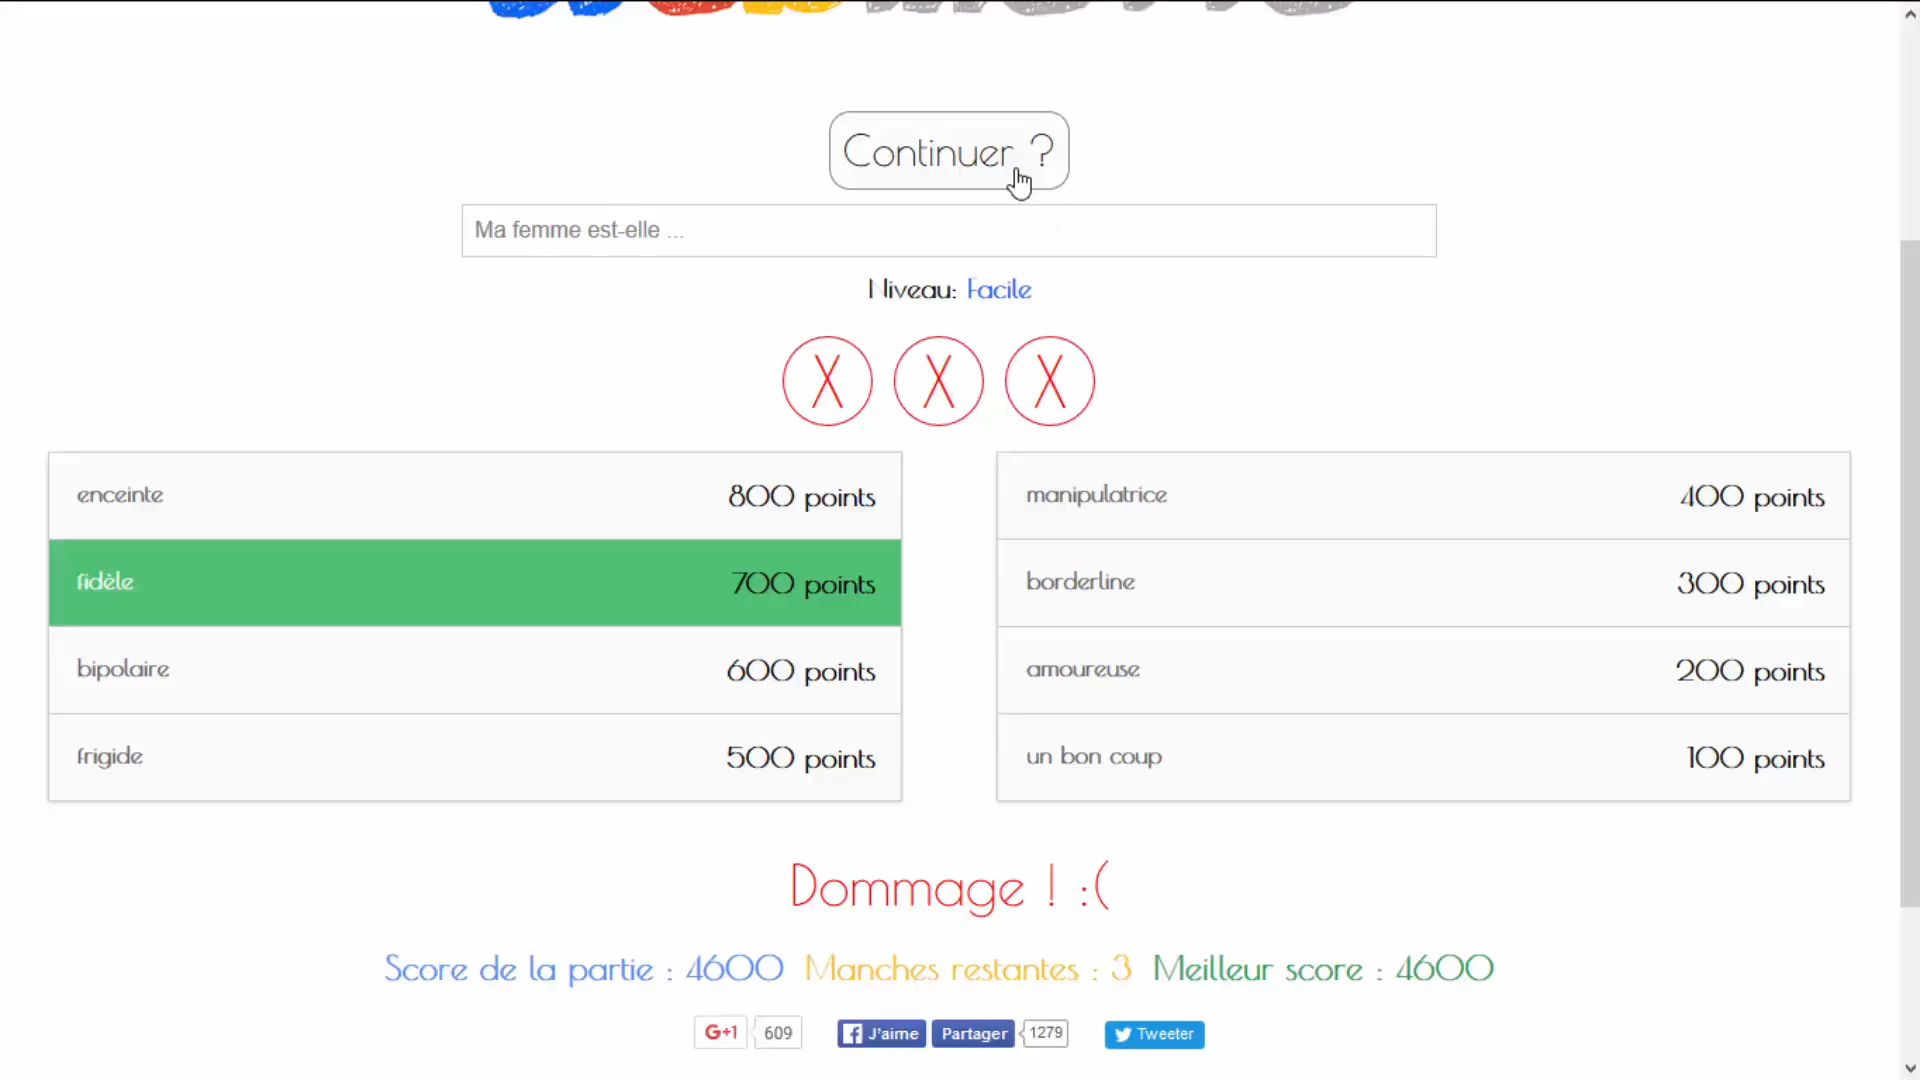 Continuer ?
Ma femme est-elle ...
Niveau: Facile
X X X
enceinte 800 points
fidèle 700 points
bipolaire 600 points
frigide 500 points
manipulatrice 400 points
borderline 300 points
amoureuse 200 points
un bon coup 100 points
Dommage ! :(
Score de la partie : 4600 Manches restantes : 3 Meilleur score : 4600
G+1 609 J'aime Partager 1279 Tweeter